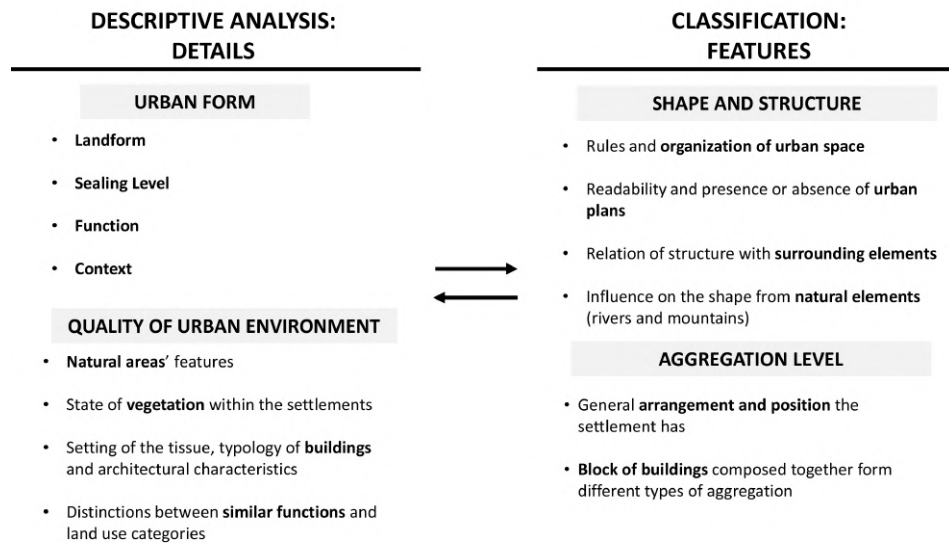 DESCRIPTIVE ANALYSIS:
DETAILS
URBAN FORM
• Landform
• Sealing Level
• Function
• Context
QUALITY OF URBAN ENVIRONMENT
• Natural areas' features
• State of vegetation within the settlements
• Setting of the tissue, typology of buildings
and architectural characteristics
• Distinctions between similar functions and
land use categories
CLASSIFICATION:
FEATURES
SHAPE AND STRUCTURE
• Rules and organization of urban space
• Readability and presence or absence of urban
plans
• Relation of structure with surrounding elements
• Influence on the shape from natural elements
(rivers and mountains)
AGGREGATION LEVEL
• General arrangement and position the
settlement has
• Block of buildings composed together form
different types of aggregation